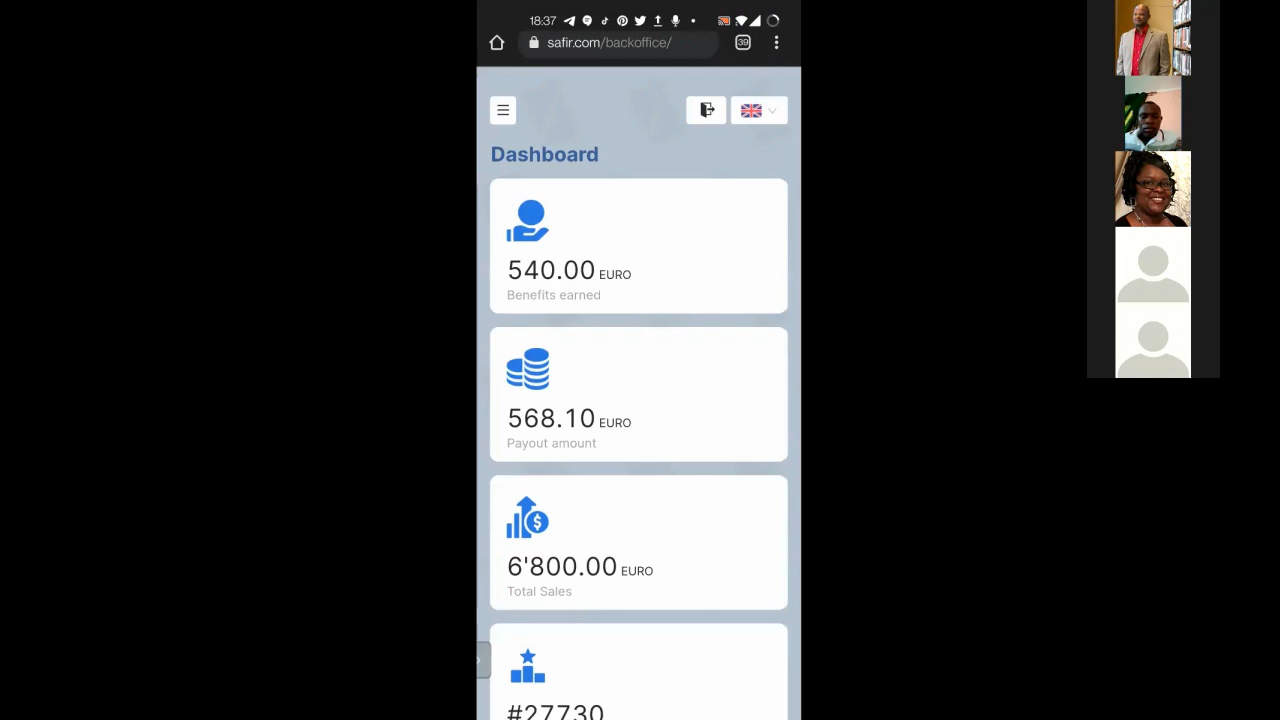 18:37
safir.com/backoffice/
39
Dashboard
540.00 EURO
Benefits earned
568.10 EURO
Payout amount
6'800.00 EURO
Total Sales
#27730